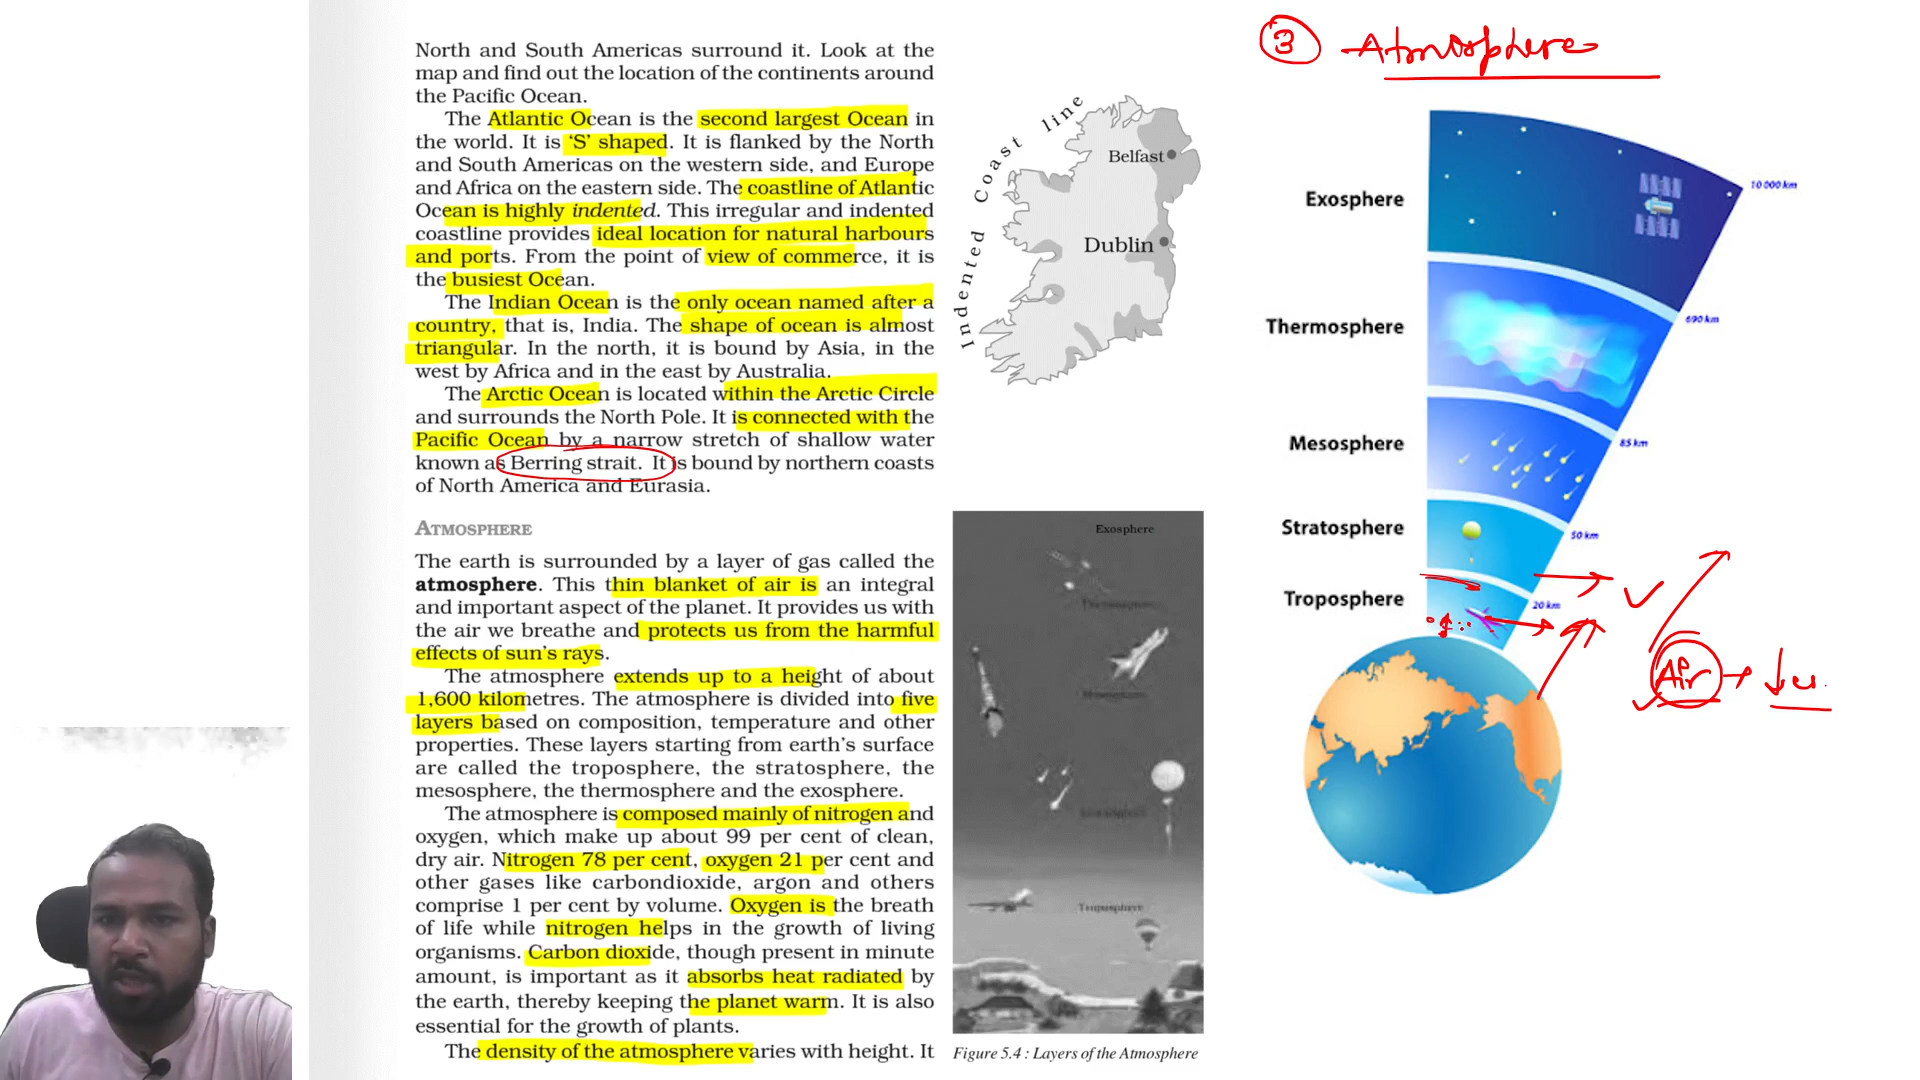 North and South Americas surround it. Look at the
map and find out the location of the continents around
the Pacific Ocean.
The Atlantic Ocean is the second largest Ocean in
the world. It is ‘S’ shaped. It is flanked by the North
and South Americas on the western side, and Europe
and Africa on the eastern side. The coastline of Atlantic
Ocean is highly indented. This irregular and indented
coastline provides ideal location for natural harbours
and ports. From the point of view of commerce, it is
the busiest Ocean.
The Indian Ocean is the only ocean named after a
country, that is, India. The shape of ocean is almost
triangular. In the north, it is bound by Asia, in the
west by Africa and in the east by Australia.
The Arctic Ocean is located within the Arctic Circle
and surrounds the North Pole. It is connected with the
Pacific Ocean by a narrow stretch of shallow water
known as Berring strait. It is bound by northern coasts
of North America and Eurasia.
ATMOSPHERE
The earth is surrounded by a layer of gas called the
atmosphere. This thin blanket of air is an integral
and important aspect of the planet. It provides us with
the air we breathe and protects us from the harmful
effects of sun’s rays.
The atmosphere extends up to a height of about
1,600 kilometres. The atmosphere is divided into five
layers based on composition, temperature and other
properties. These layers starting from earth’s surface
are called the troposphere, the stratosphere, the
mesosphere, the thermosphere and the exosphere.
The atmosphere is composed mainly of nitrogen and
oxygen, which make up about 99 per cent of clean,
dry air. Nitrogen 78 per cent, oxygen 21 per cent and
other gases like carbondioxide, argon and others
comprise 1 per cent by volume. Oxygen is the breath
of life while nitrogen helps in the growth of living
organisms. Carbon dioxide, though present in minute
amount, is important as it absorbs heat radiated by
the earth, thereby keeping the planet warm. It is also
essential for the growth of plants.
The density of the atmosphere varies with height. It
Indented Coast line
Belfast
Dublin
Exosphere
Thermosphere
Mesosphere
Troposphere
Figure 5.4 : Layers of the Atmosphere
3 Atmosphere
Exosphere
10 000 km
Thermosphere
690 km
Mesosphere
85 km
Stratosphere
50 km
Troposphere
20 km
Air